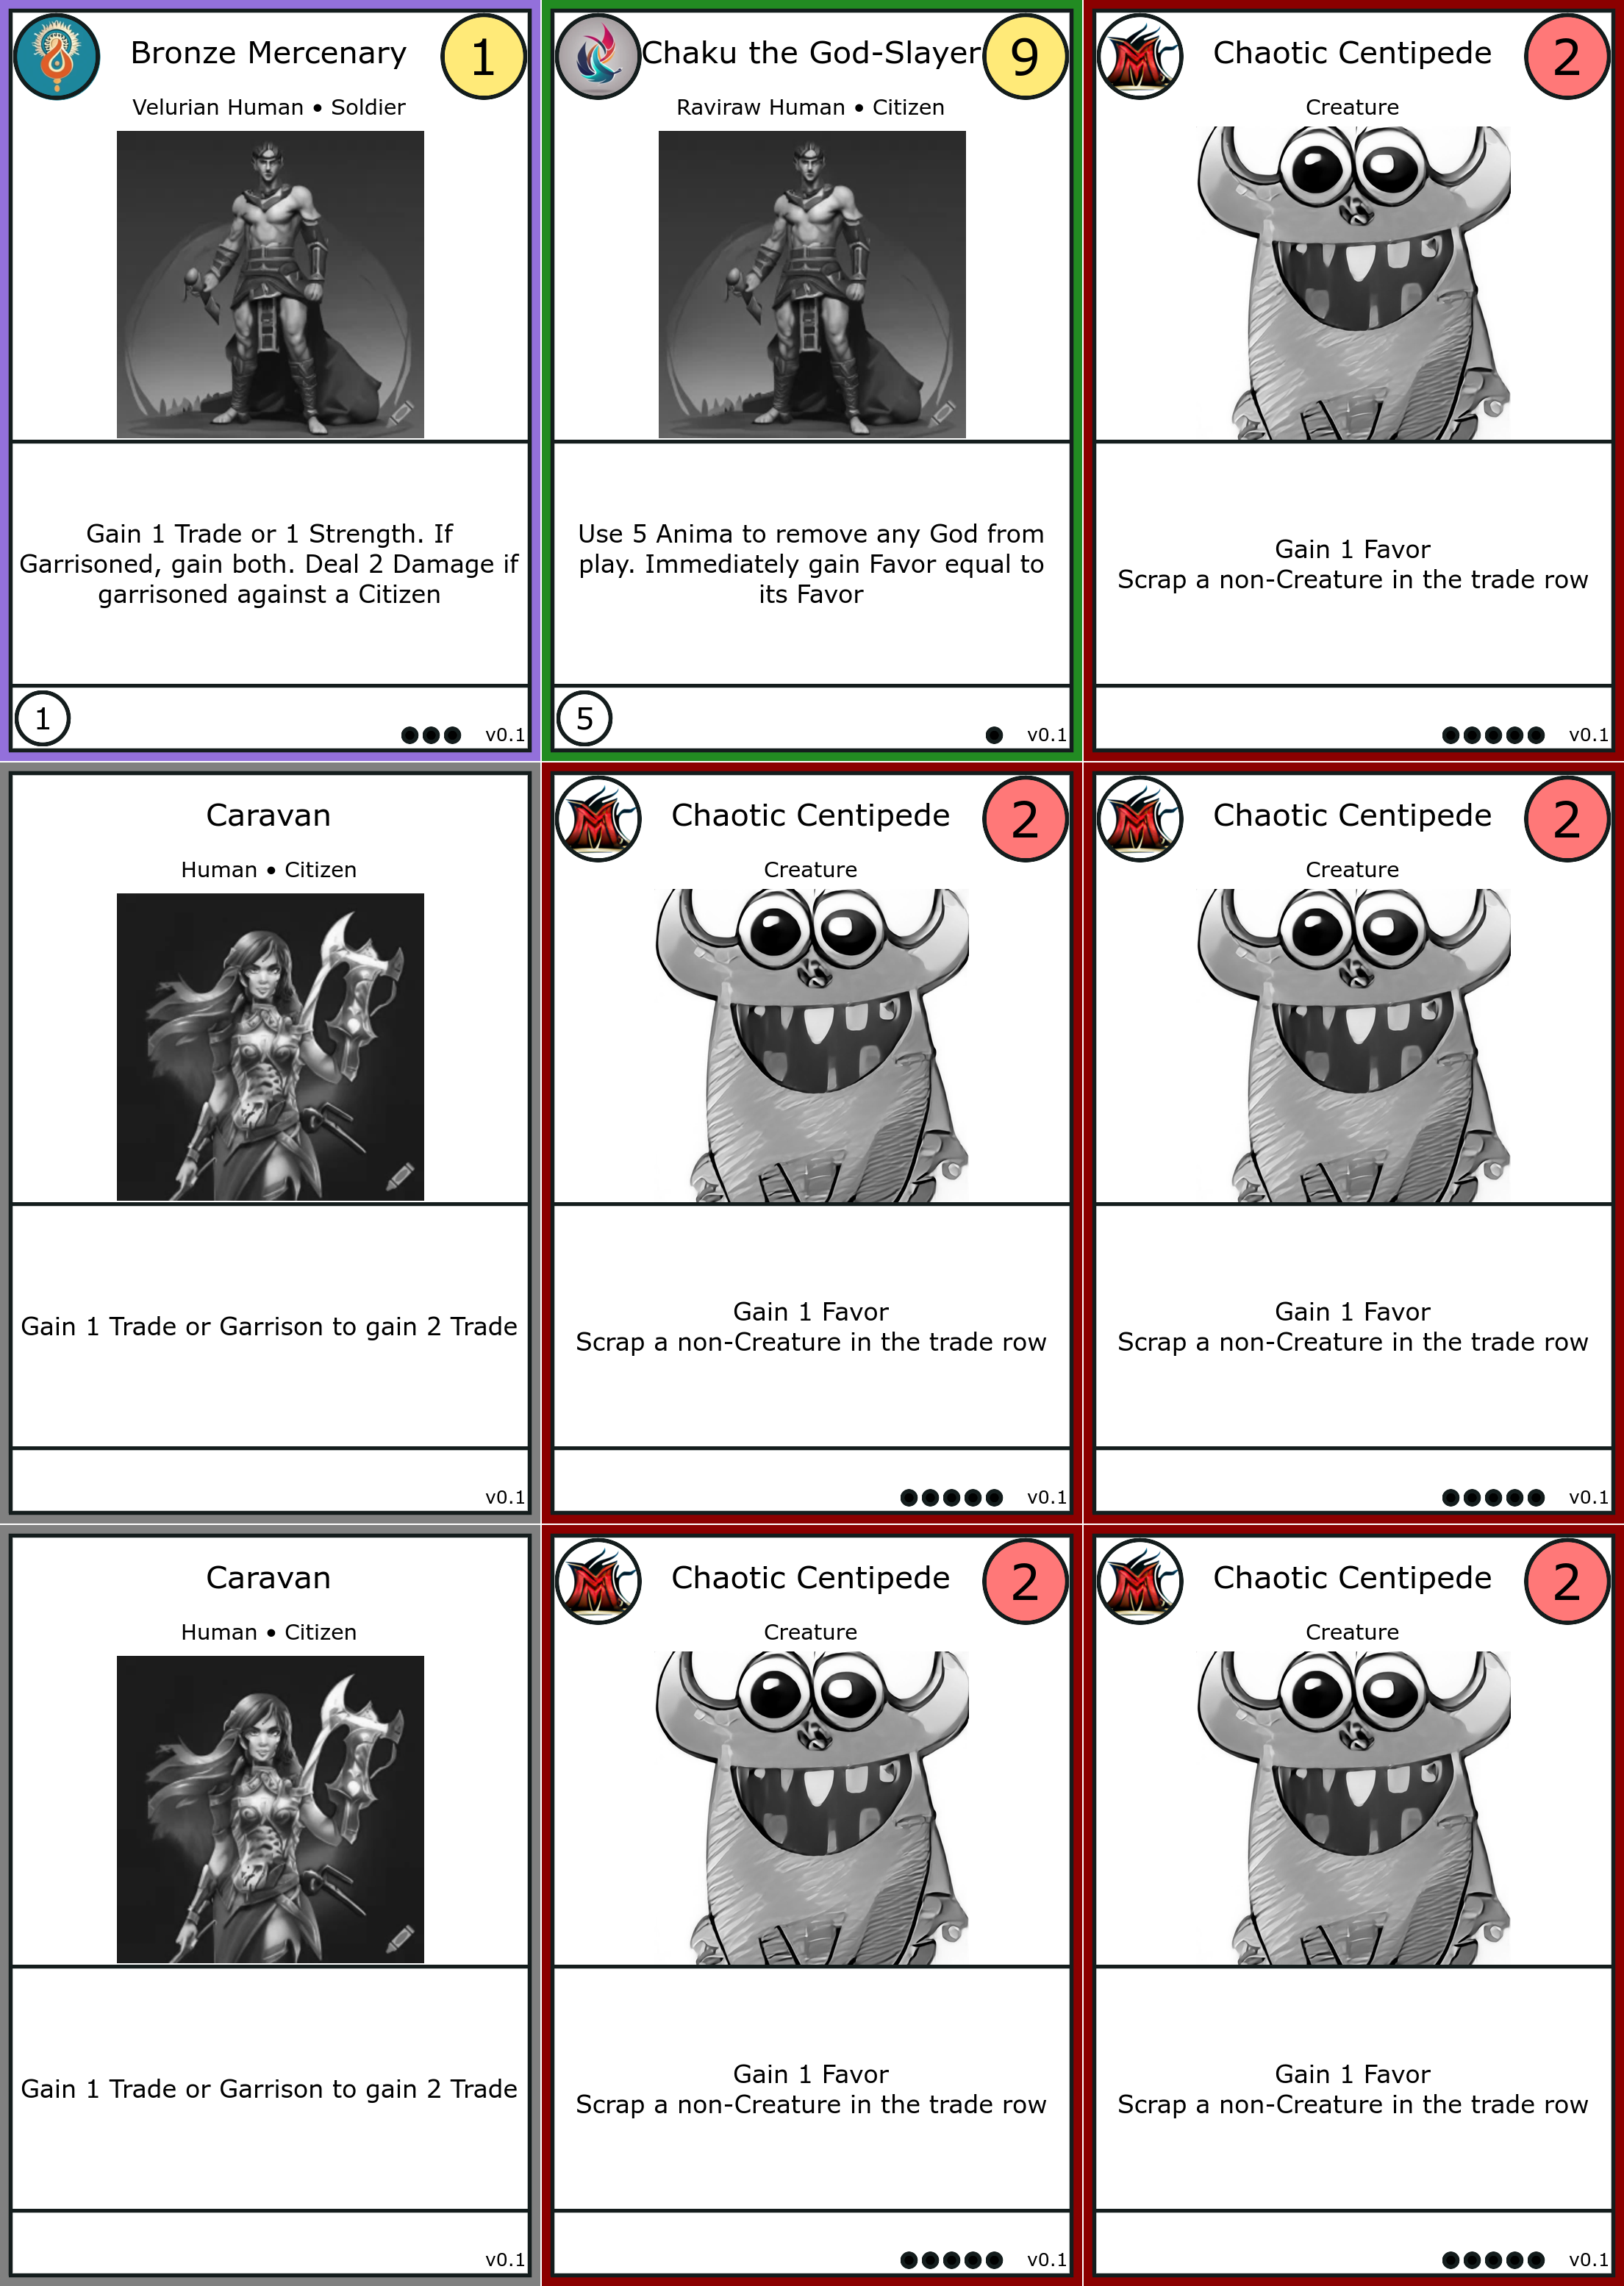 Bronze Mercenary
1
Velurian Human • Soldier
Gain 1 Trade or 1 Strength. If
Garrisoned, gain both. Deal 2 Damage if
garrisoned against a Citizen
1
v0.1
Chaku the God-Slayer
9
Raviraw Human • Citizen
Use 5 Anima to remove any God from
play. Immediately gain Favor equal to
its Favor
5
v0.1
M
Chaotic Centipede
2
Creature
Gain 1 Favor
Scrap a non-Creature in the trade row
v0.1
Caravan
Human • Citizen
Gain 1 Trade or Garrison to gain 2 Trade
v0.1
M
Chaotic Centipede
2
Creature
Gain 1 Favor
Scrap a non-Creature in the trade row
v0.1
M
Chaotic Centipede
2
Creature
Gain 1 Favor
Scrap a non-Creature in the trade row
v0.1
Caravan
Human • Citizen
Gain 1 Trade or Garrison to gain 2 Trade
v0.1
M
Chaotic Centipede
2
Creature
Gain 1 Favor
Scrap a non-Creature in the trade row
v0.1
M
Chaotic Centipede
2
Creature
Gain 1 Favor
Scrap a non-Creature in the trade row
v0.1